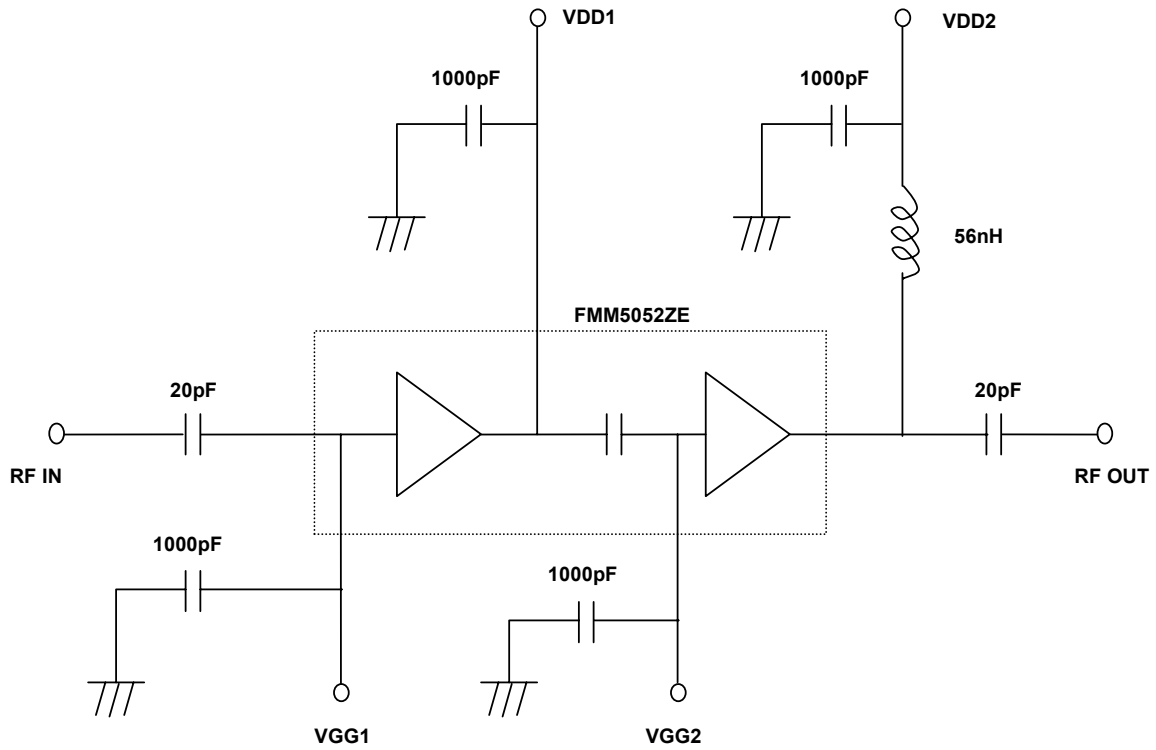 VDD1
VDD2
1000pF
1000pF
56nH
FMM5052ZE
20pF
20pF
RF IN
RF OUT
1000pF
1000pF
VGG1
VGG2